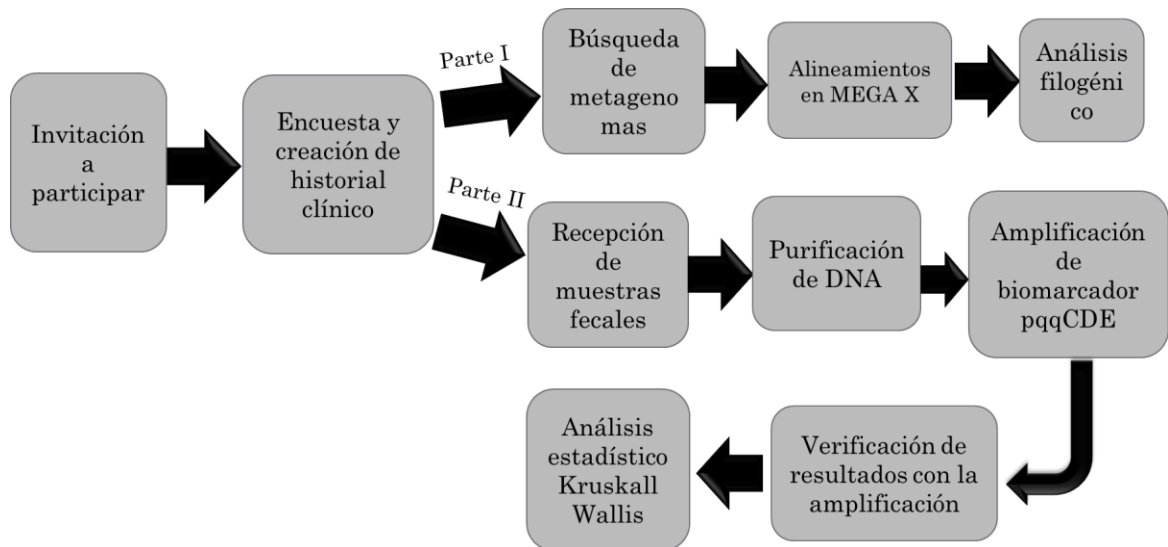 Invitación
a
participar
Encuesta y
creación de
historial
clínico
Parte I
Búsqueda
de
metageno
mas
Alineamientos
en MEGA X
Análisis
filogéni
co
Parte II
Recepción
de
muestras
fecales
Purificación
de DNA
Amplificación
de
biomarcador
pqqCDE
Verificación de
resultados con la
amplificación
Análisis
estadístico
Kruskall
Wallis